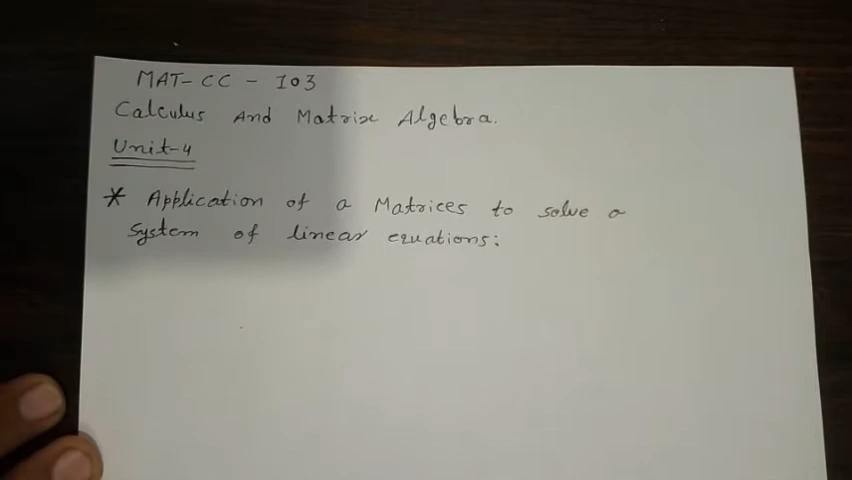 MAT-CC - 103
Calculus And Matrix Algebra.
Unit-4
* Application of a Matrices to solve a
System of linear equations: